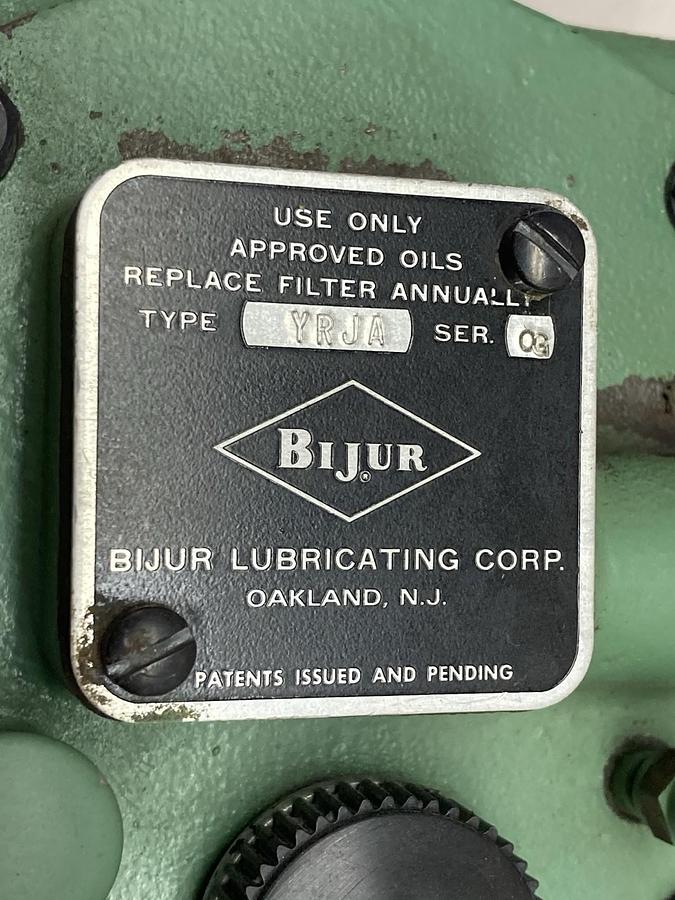 USE ONLY
APPROVED OILS
REPLACE FILTER ANNUALLY
TYPE YRJA SER. CG
BIJUR®
BIJUR LUBRICATING CORP.
OAKLAND, N.J.
PATENTS ISSUED AND PENDING